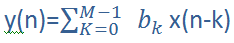 y(n)=∑_{K=0}^{M−1} b_k x(n-k)